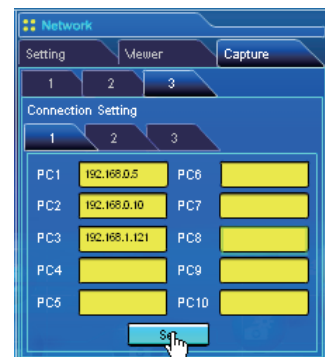 Network
Setting Viewer Capture
1 2 3
Connection Setting
1 2 3
PC1 192.168.0.5 PC6
PC2 192.168.0.10 PC7
PC3 192.168.1.121 PC8
PC4 PC9
PC5 PC10